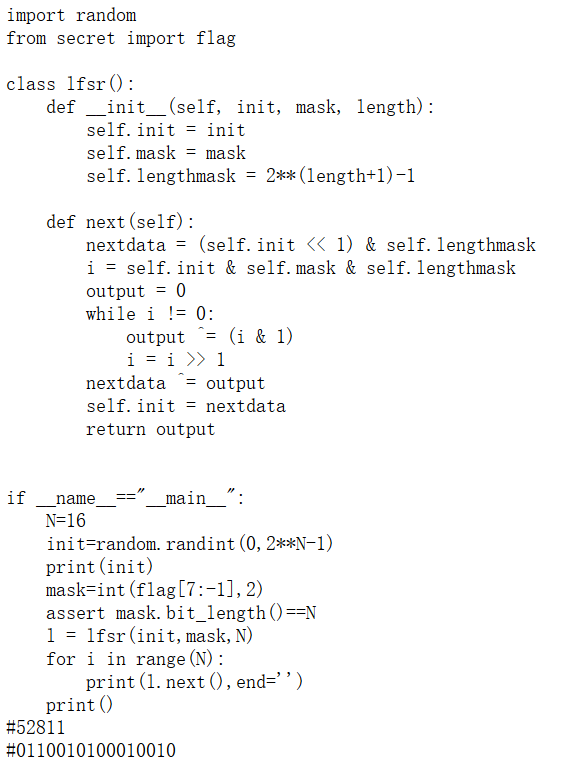 import random
from secret import flag
class lfsr():
    def __init__(self, init, mask, length):
        self.init = init
        self.mask = mask
        self.lengthmask = 2**(length+1)-1
    def next(self):
        nextdata = (self.init << 1) & self.lengthmask
        i = self.init & self.mask & self.lengthmask
        output = 0
        while i != 0:
            output ^= (i & 1)
            i = i >> 1
        nextdata ^= output
        self.init = nextdata
        return output
if __name__=="__main__":
    N=16
    init=random.randint(0,2**N-1)
    print(init)
    mask=int(flag[7:-1],2)
    assert mask.bit_length()==N
    l = lfsr(init,mask,N)
    for i in range(N):
        print(l.next(),end='')
    print()
#52811
#0110010100010010